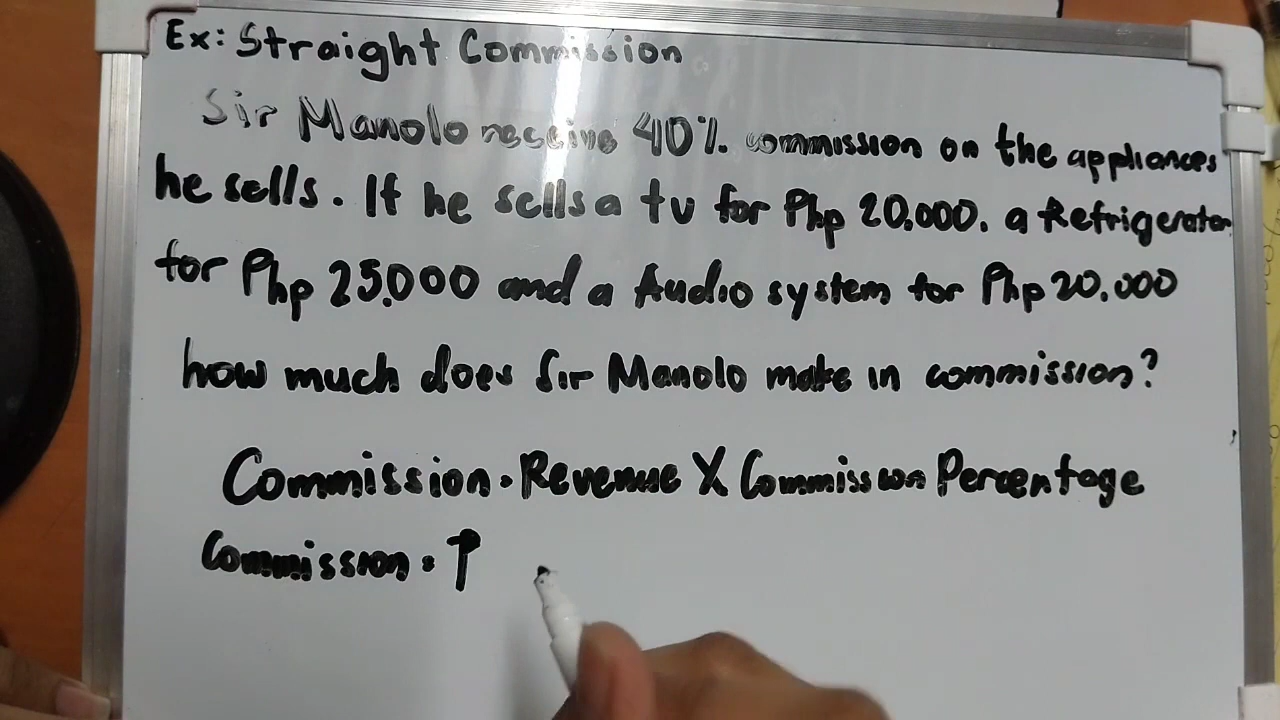 Ex: Straight Commission
Sir Manolo receive 40% commission on the appliances
he sells. If he sells a tv for Php 20,000. a Refrigerator
for Php 25,000 and a Audio system for Php 20,000
how much does Sir Manolo make in commission?
Commission = Revenue X Commission Percentage
Commission = P